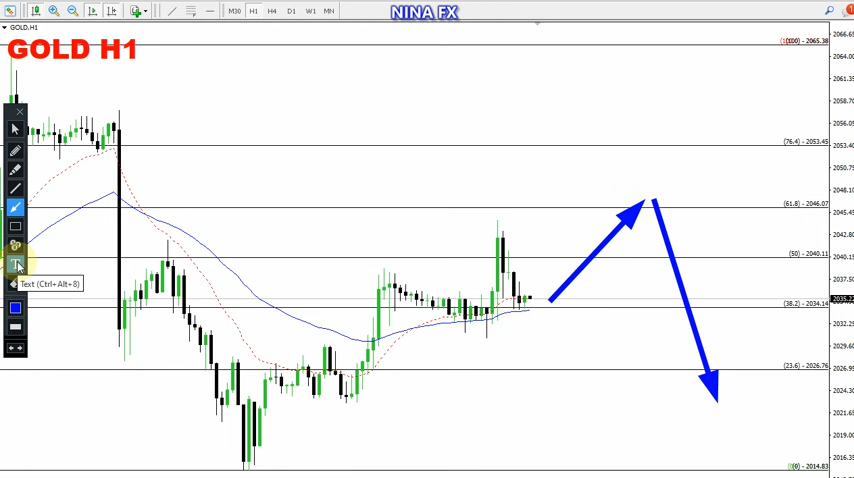 M30 H1 H4 D1 W1 MN
NINA FX
GOLD,H1
GOLD H1
(100) - 2065.38
(76.4) - 2053.45
(61.8) - 2046.07
(50) - 2040.11
(38.2) - 2034.14
(23.6) - 2026.76
(0) - 2014.83
T
Text (Ctrl+Alt+8)
2066.65
2064.00
2061.35
2058.70
2056.05
2053.40
2050.75
2048.10
2045.45
2042.80
2040.15
2037.50
2032.25
2029.60
2026.95
2024.30
2021.65
2019.00
2016.35